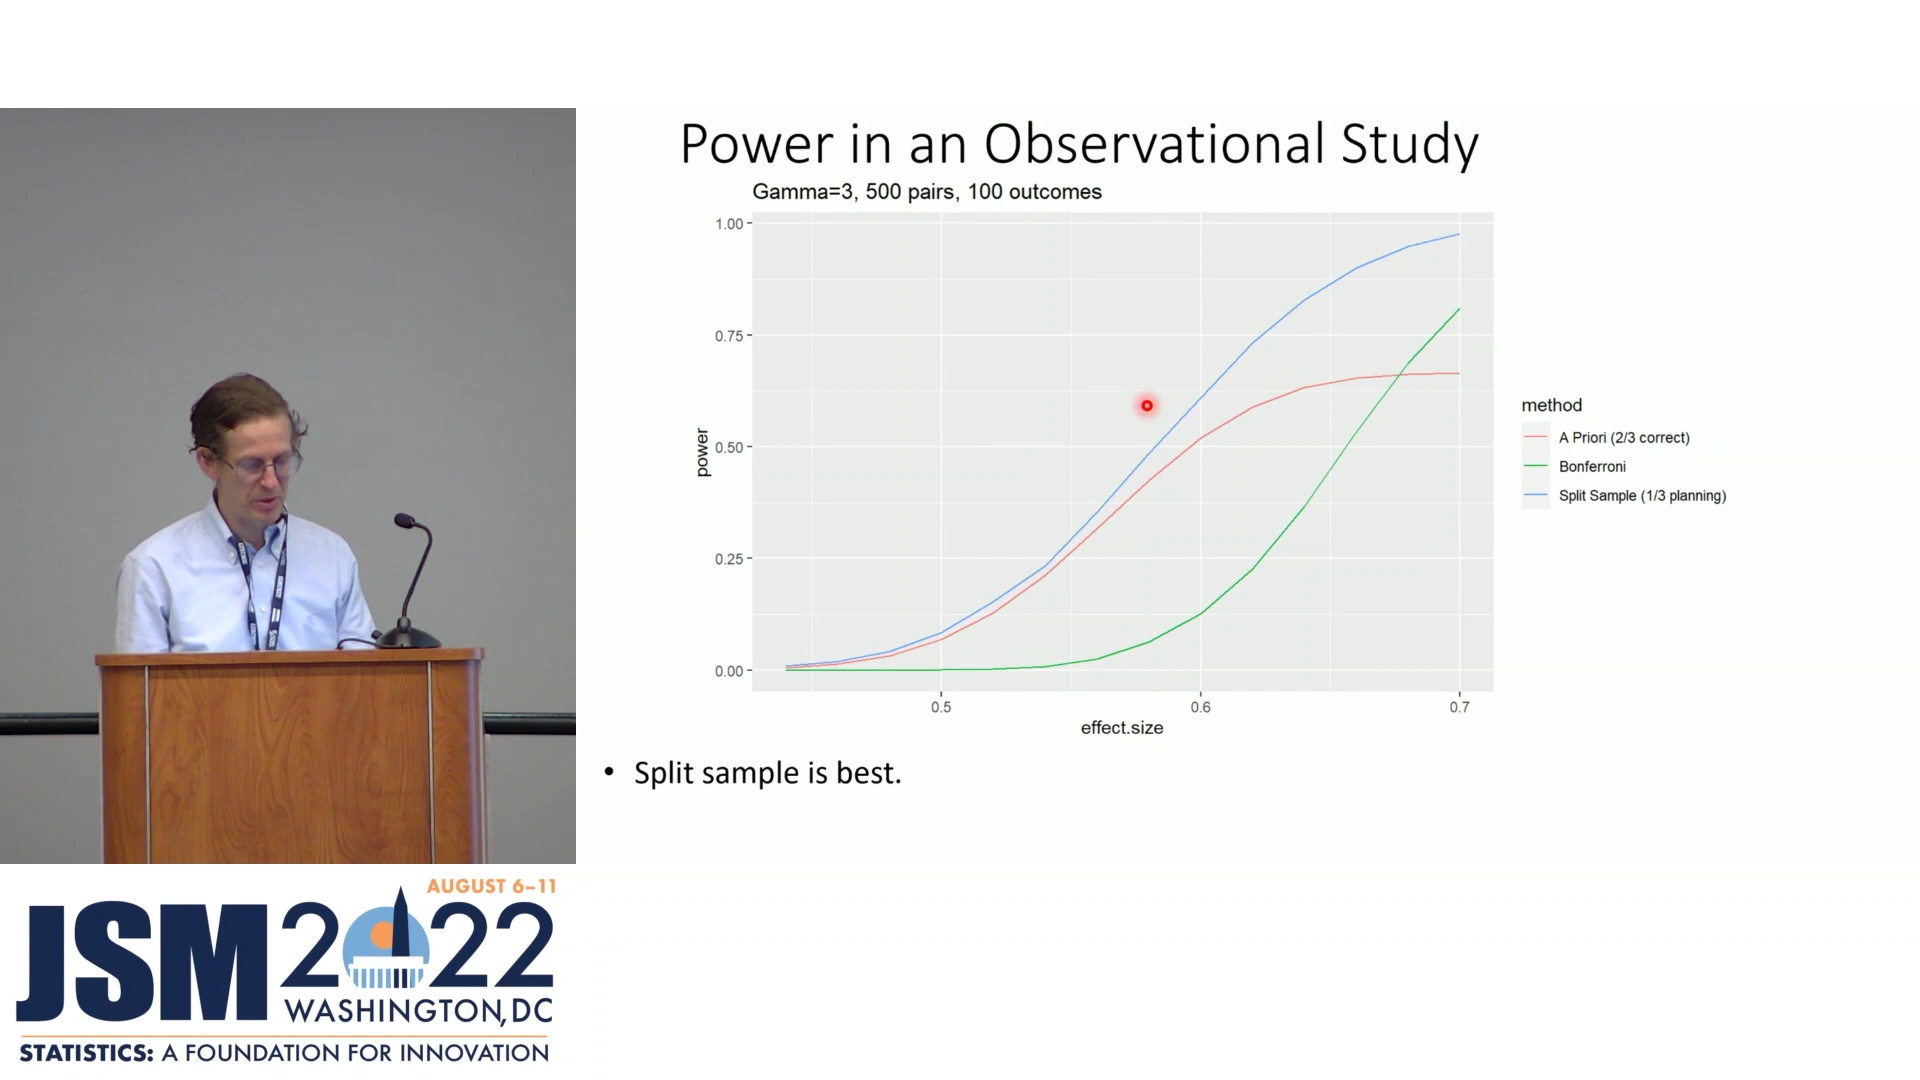 Power in an Observational Study
Gamma=3, 500 pairs, 100 outcomes
1.00
0.75
0.50
0.25
0.00
power
0.5 0.6 0.7
effect.size
method
A Priori (2/3 correct)
Bonferroni
Split Sample (1/3 planning)
• Split sample is best.
AUGUST 6–11
JSM 2022
WASHINGTON, DC
STATISTICS: A FOUNDATION FOR INNOVATION